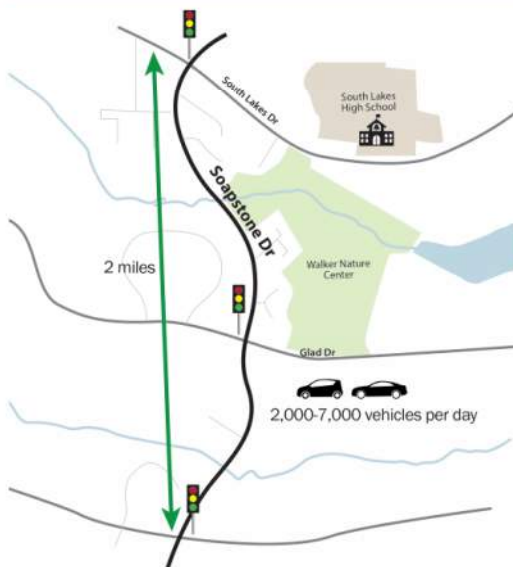 South Lakes Dr
South Lakes
High School
Soapstone Dr
2 miles
Walker Nature
Center
Glad Dr
2,000-7,000 vehicles per day